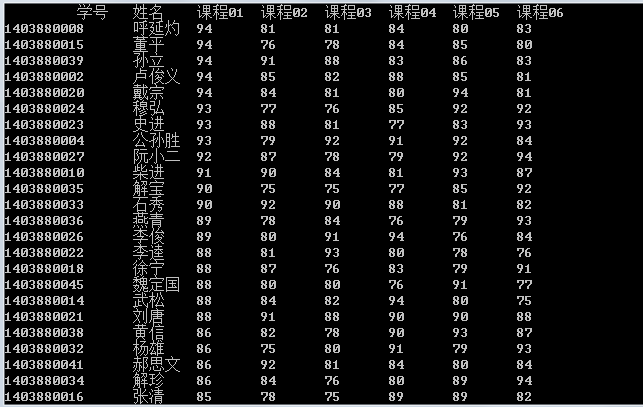 学号 姓名 课程01 课程02 课程03 课程04 课程05 课程06
1403880008 呼延灼 94 81 81 84 80 83
1403880015 董平 94 76 78 84 85 80
1403880039 孙立 94 91 88 83 86 83
1403880002 卢俊义 94 85 82 88 85 81
1403880020 戴宗 94 84 81 80 94 81
1403880024 穆弘 93 77 76 85 92 92
1403880023 史进 93 88 81 77 83 93
1403880004 公孙胜 93 79 92 91 92 84
1403880027 阮小二 92 87 78 79 92 94
1403880010 柴进 91 90 84 81 93 87
1403880035 解宝 90 75 75 77 85 92
1403880033 石秀 90 92 90 88 81 82
1403880036 燕青 89 78 84 76 79 93
1403880026 李俊 89 80 91 94 76 84
1403880022 李逵 88 81 93 80 78 76
1403880018 徐宁 88 87 76 83 79 91
1403880045 魏定国 88 80 80 76 91 77
1403880014 武松 88 84 82 94 80 75
1403880021 刘唐 88 91 88 90 90 88
1403880038 黄信 86 82 78 90 93 87
1403880032 杨雄 86 75 80 91 79 93
1403880041 郝思文 86 92 81 84 80 84
1403880034 解珍 86 84 76 80 89 94
1403880016 张清 85 78 75 89 89 82